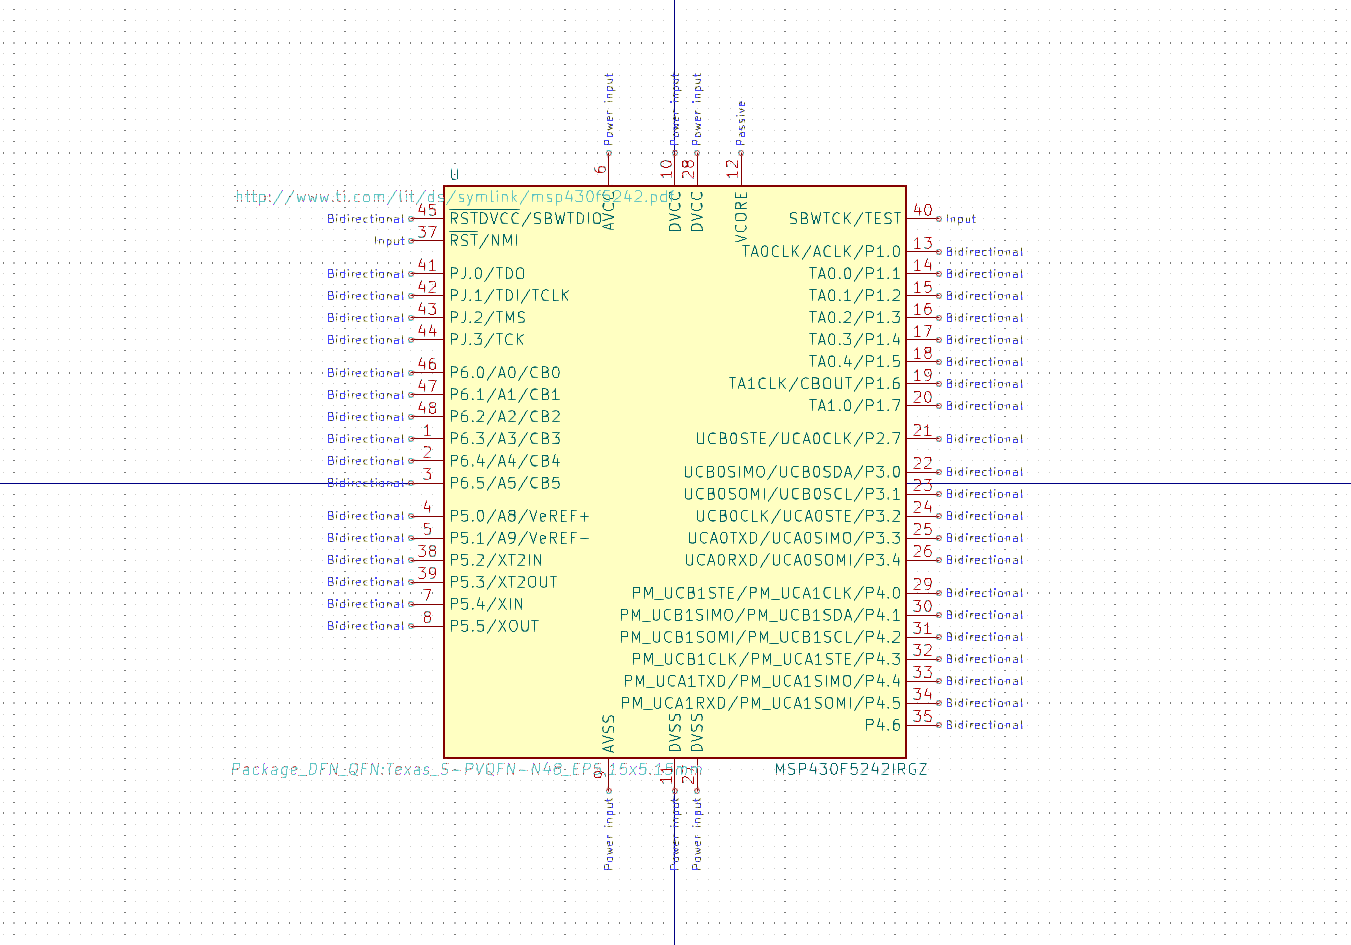 Power input Power input Power input Passive
6 10 28 12
U
http://www.ti.com/lit/ds/symlink/msp430f5242.pdf
AVCC DVCC DVCC VCORE
Bidirectional 45 RSTDVCC/SBWTDIO
SBWTCK/TEST 40 Input
Input 37 RST/NMI
TA0CLK/ACLK/P1.0 13 Bidirectional
Bidirectional 41 PJ.0/TDO
TA0.0/P1.1 14 Bidirectional
Bidirectional 42 PJ.1/TDI/TCLK
TA0.1/P1.2 15 Bidirectional
Bidirectional 43 PJ.2/TMS
TA0.2/P1.3 16 Bidirectional
Bidirectional 44 PJ.3/TCK
TA0.3/P1.4 17 Bidirectional
TA0.4/P1.5 18 Bidirectional
Bidirectional 46 P6.0/A0/CB0
TA1CLK/CBOUT/P1.6 19 Bidirectional
Bidirectional 47 P6.1/A1/CB1
TA1.0/P1.7 20 Bidirectional
Bidirectional 48 P6.2/A2/CB2
Bidirectional 1 P6.3/A3/CB3
UCB0STE/UCA0CLK/P2.7 21 Bidirectional
Bidirectional 2 P6.4/A4/CB4
UCB0SIMO/UCB0SDA/P3.0 22 Bidirectional
Bidirectional 3 P6.5/A5/CB5
UCB0SOMI/UCB0SCL/P3.1 23 Bidirectional
Bidirectional 4 P5.0/A8/VeREF+
UCB0CLK/UCA0STE/P3.2 24 Bidirectional
Bidirectional 5 P5.1/A9/VeREF-
UCA0TXD/UCA0SIMO/P3.3 25 Bidirectional
Bidirectional 38 P5.2/XT2IN
UCA0RXD/UCA0SOMI/P3.4 26 Bidirectional
Bidirectional 39 P5.3/XT2OUT
PM_UCB1STE/PM_UCA1CLK/P4.0 29 Bidirectional
Bidirectional 7 P5.4/XIN
PM_UCB1SIMO/PM_UCB1SDA/P4.1 30 Bidirectional
Bidirectional 8 P5.5/XOUT
PM_UCB1SOMI/PM_UCB1SCL/P4.2 31 Bidirectional
PM_UCB1CLK/PM_UCA1STE/P4.3 32 Bidirectional
PM_UCA1TXD/PM_UCA1SIMO/P4.4 33 Bidirectional
PM_UCA1RXD/PM_UCA1SOMI/P4.5 34 Bidirectional
P4.6 35 Bidirectional
AVSS DVSS DVSS
Package_DFN_QFN:Texas_S-PVQFN-N48_EP5.15x5.15mm
MSP430F5242IRGZ
9 11
Power input Power input Power input